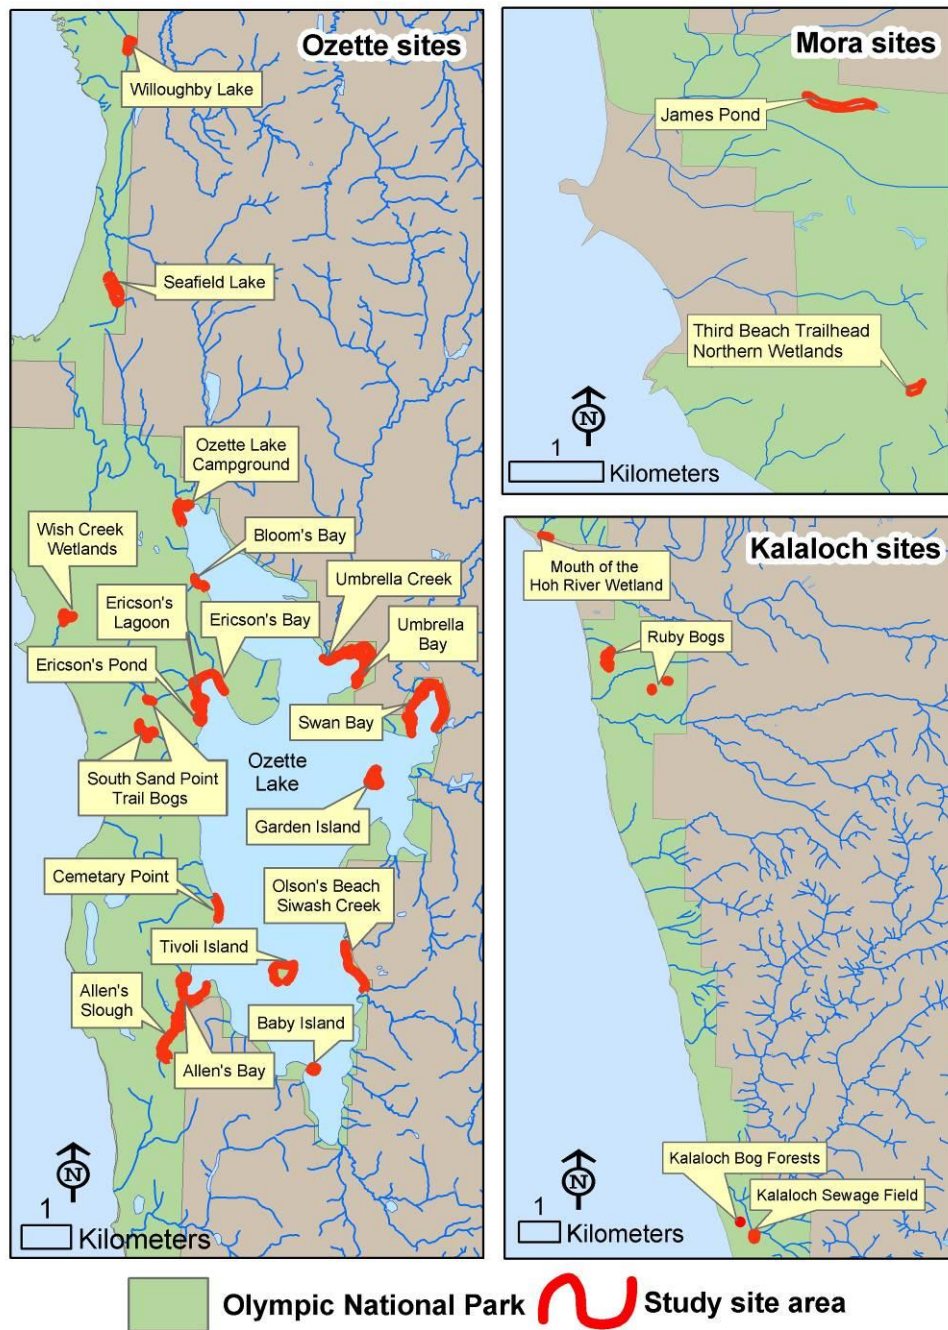 Ozette sites
Willoughby Lake
Seafield Lake
Ozette Lake
Campground
Wish Creek
Wetlands
Bloom's Bay
Ericson's
Lagoon
Ericson's Bay
Umbrella Creek
Umbrella
Bay
Ericson's Pond
Swan Bay
South Sand Point
Trail Bogs
Ozette
Lake
Garden Island
Cemetary Point
Olson's Beach
Siwash Creek
Tivoli Island
Allen's
Slough
Baby Island
Allen's Bay
N
1
Kilometers
Mora sites
James Pond
Third Beach Trailhead
Northern Wetlands
N
1
Kilometers
Kalaloch sites
Mouth of the
Hoh River Wetland
Ruby Bogs
Kalaloch Bog Forests
Kalaloch Sewage Field
N
1
Kilometers
Olympic National Park
Study site area